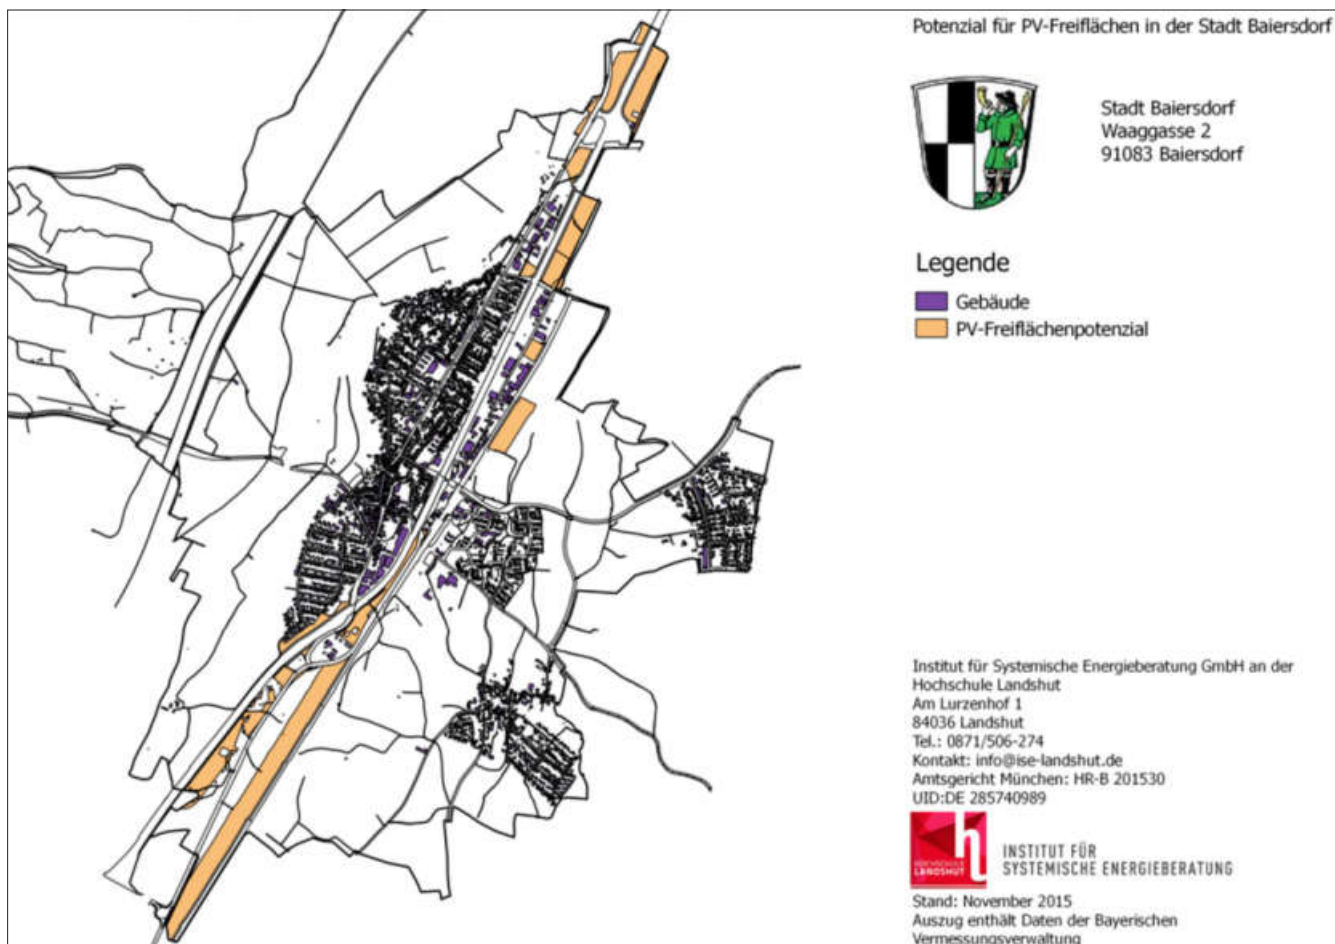 Potenzial für PV-Freiflächen in der Stadt Baiersdorf
Stadt Baiersdorf
Waaggasse 2
91083 Baiersdorf
Legende
Gebäude
PV-Freiflächenpotenzial
Institut für Systemische Energieberatung GmbH an der
Hochschule Landshut
Am Lurzenhof 1
84036 Landshut
Tel.: 0871/506-274
Kontakt: info@ise-landshut.de
Amtsgericht München: HR-B 201530
UID:DE 285740989
h
HOCHSCHULE
LANDSHUT
INSTITUT FÜR
SYSTEMISCHE ENERGIEBERATUNG
Stand: November 2015
Auszug enthält Daten der Bayerischen
Vermessungsverwaltung